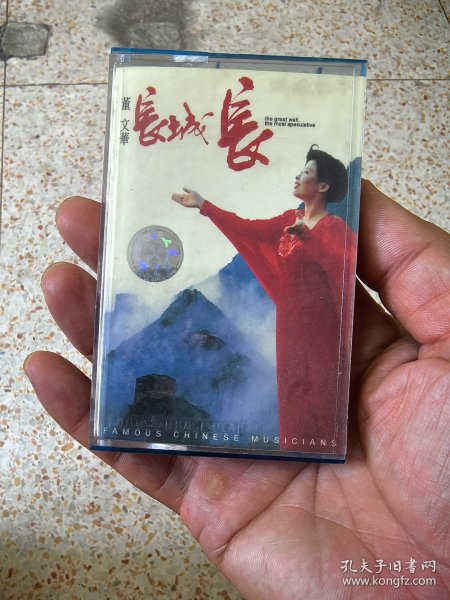 董文華
長城長
the great wall,
the most speculative
FAMOUS CHINESE MUSICIANS
孔夫子旧书网
www.kongfz.com